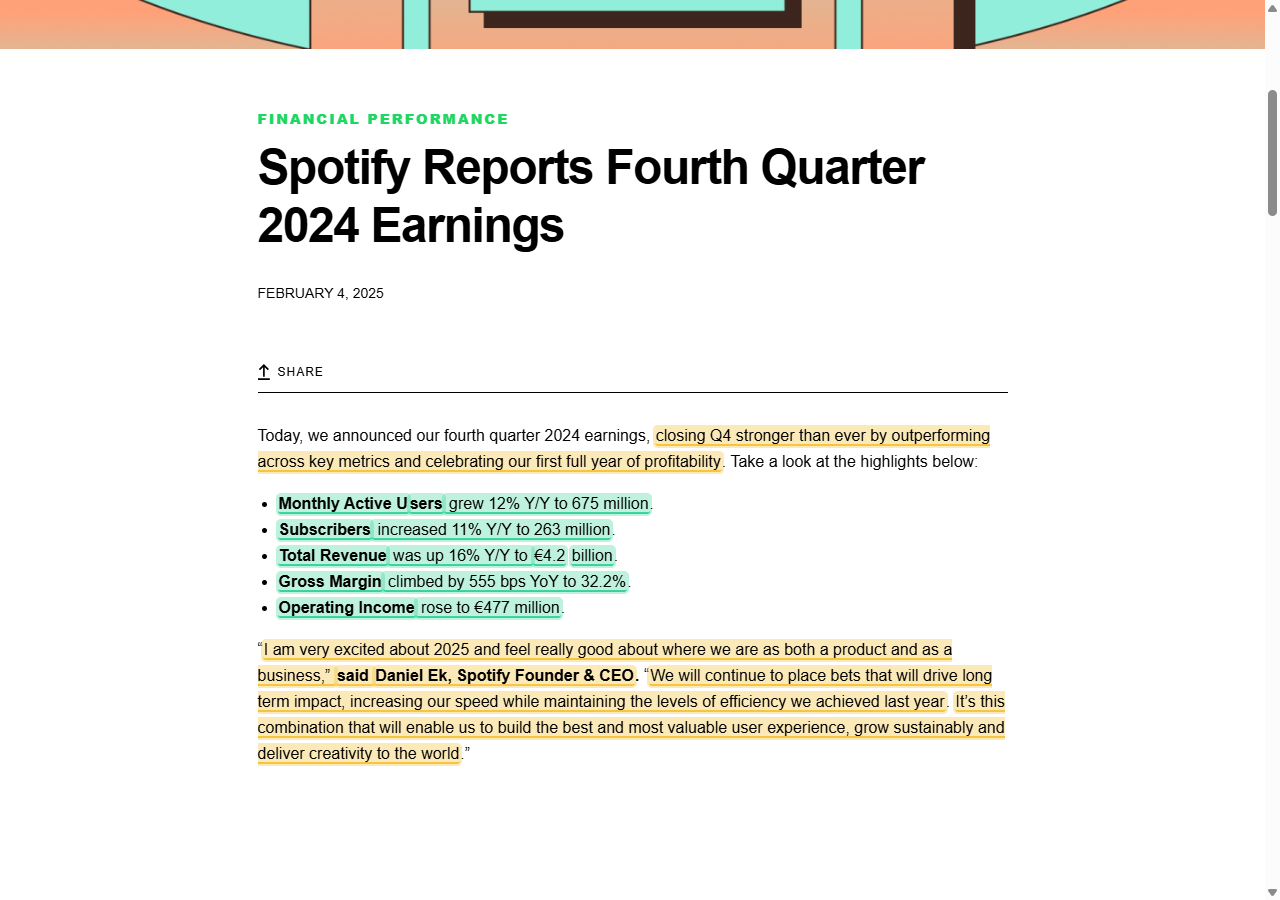 FINANCIAL PERFORMANCE
Spotify Reports Fourth Quarter
2024 Earnings
FEBRUARY 4, 2025
SHARE
Today, we announced our fourth quarter 2024 earnings, closing Q4 stronger than ever by outperforming
across key metrics and celebrating our first full year of profitability. Take a look at the highlights below:
• Monthly Active Users grew 12% Y/Y to 675 million.
• Subscribers increased 11% Y/Y to 263 million.
• Total Revenue was up 16% Y/Y to €4.2 billion.
• Gross Margin climbed by 555 bps YoY to 32.2%.
• Operating Income rose to €477 million.
“I am very excited about 2025 and feel really good about where we are as both a product and as a
business,” said Daniel Ek, Spotify Founder & CEO. “We will continue to place bets that will drive long
term impact, increasing our speed while maintaining the levels of efficiency we achieved last year. It’s this
combination that will enable us to build the best and most valuable user experience, grow sustainably and
deliver creativity to the world.”